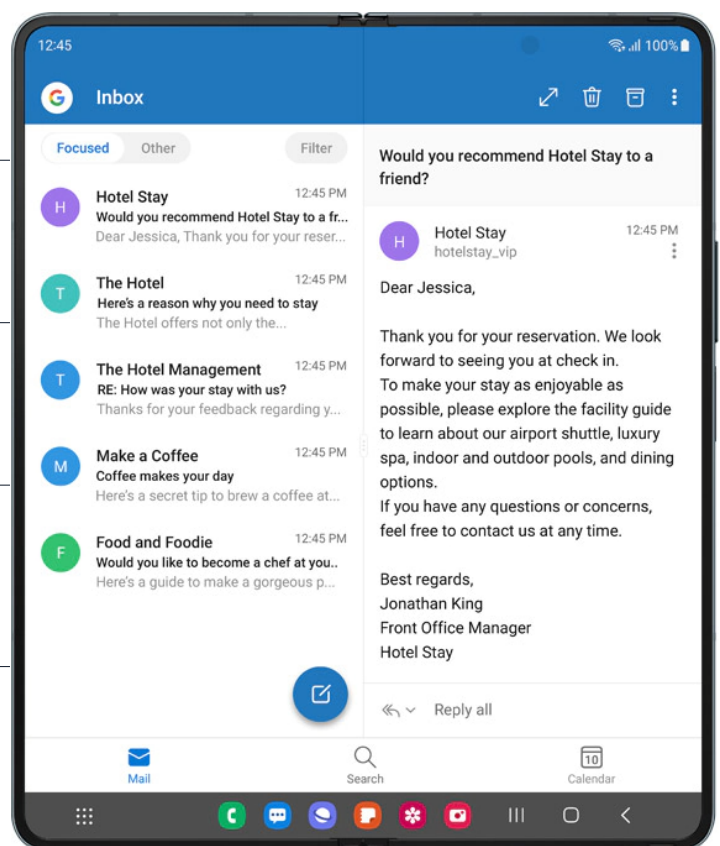 12:45
100%
G
Inbox
Focused
Other
Filter
H
Hotel Stay
12:45 PM
Would you recommend Hotel Stay to a fr...
Dear Jessica, Thank you for your reser...
T
The Hotel
12:45 PM
Here's a reason why you need to stay
The Hotel offers not only the...
T
The Hotel Management
12:45 PM
RE: How was your stay with us?
Thanks for your feedback regarding y...
M
Make a Coffee
12:45 PM
Coffee makes your day
Here's a secret tip to brew a coffee at...
F
Food and Foodie
12:45 PM
Would you like to become a chef at you..
Here's a guide to make a gorgeous p...
Would you recommend Hotel Stay to a
friend?
H
Hotel Stay
12:45 PM
hotelstay_vip
Dear Jessica,
Thank you for your reservation. We look
forward to seeing you at check in.
To make your stay as enjoyable as
possible, please explore the facility guide
to learn about our airport shuttle, luxury
spa, indoor and outdoor pools, and dining
options.
If you have any questions or concerns,
feel free to contact us at any time.
Best regards,
Jonathan King
Front Office Manager
Hotel Stay
Reply all
Mail
Search
10
Calendar